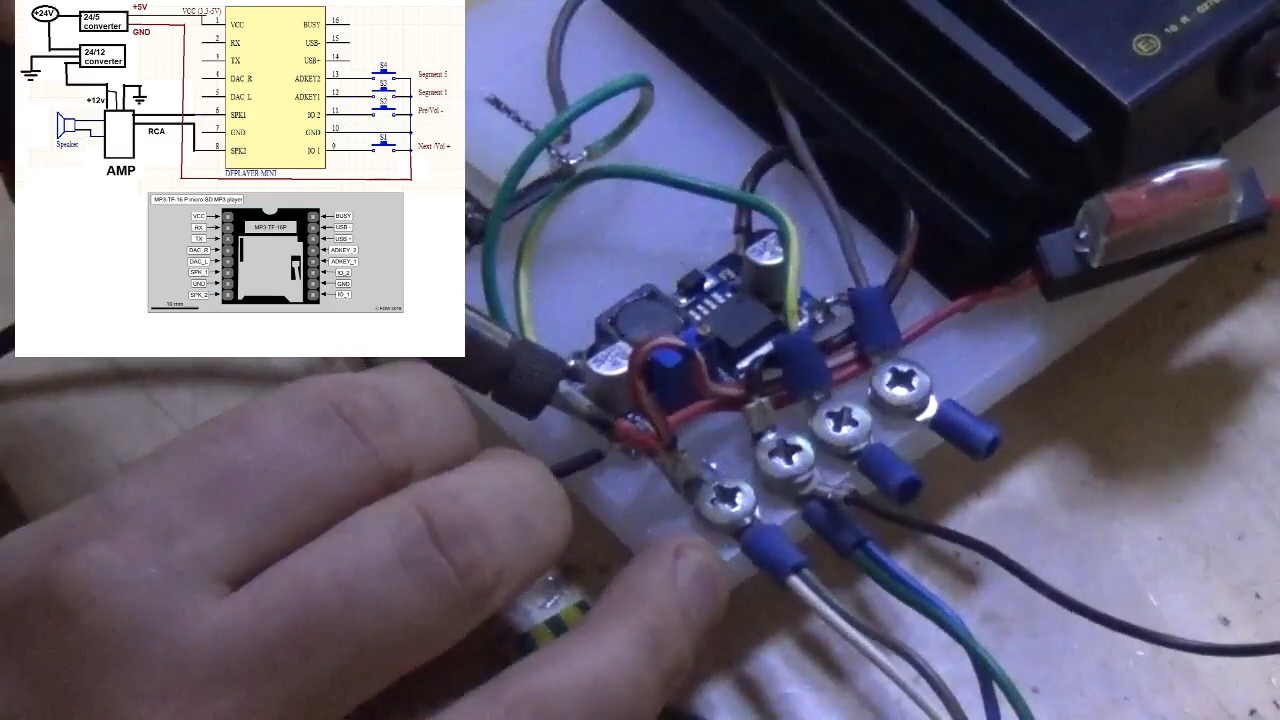 +24V
24/5
converter
+5V
GND
24/12
converter
+12v
RCA
Speaker
AMP
VCC (3.3-5V)
1 VCC BUSY 16
2 RX USB- 15
3 TX USB+ 14
4 DAC_R ADKEY2 13 S4 Segment 5
5 DAC_L ADKEY1 12 S3 Segment 1
6 SPK1 IO 2 11 S2 Pre/Vol -
7 GND GND 10
8 SPK2 IO 1 9 S1 Next /Vol +
DFPLAYER MINI
MP3-TF-16 P micro SD MP3 player
VCC BUSY
RX MP3-TF-16P USB -
TX USB +
DAC_R ADKEY_2
DAC_L ADKEY_1
SPK_1 IO_2
GND GND
SPK_2 IO_1
10 mm
10 R - 02